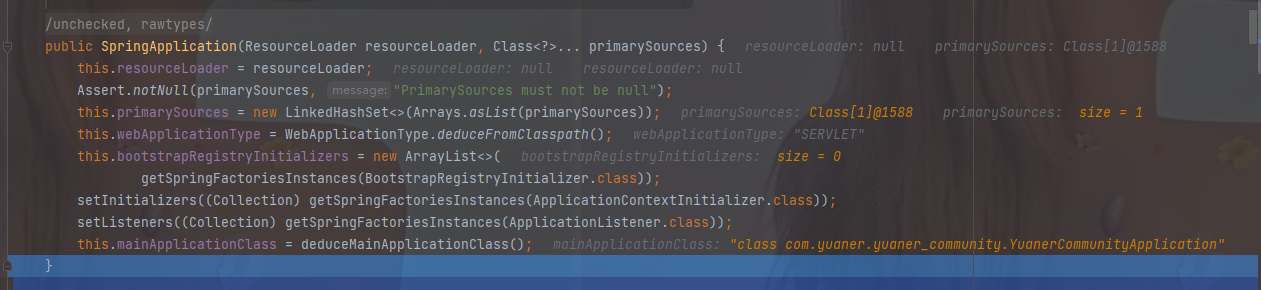 /unchecked, rawtypes/
public SpringApplication(ResourceLoader resourceLoader, Class<?>... primarySources) {   resourceLoader: null    primarySources: Class[1]@1588
    this.resourceLoader = resourceLoader;   resourceLoader: null    resourceLoader: null
    Assert.notNull(primarySources, message: "PrimarySources must not be null");
    this.primarySources = new LinkedHashSet<>(Arrays.asList(primarySources));   primarySources: Class[1]@1588    primarySources:  size = 1
    this.webApplicationType = WebApplicationType.deduceFromClasspath();   webApplicationType: "SERVLET"
    this.bootstrapRegistryInitializers = new ArrayList<>(   bootstrapRegistryInitializers:  size = 0
            getSpringFactoriesInstances(BootstrapRegistryInitializer.class));
    setInitializers((Collection) getSpringFactoriesInstances(ApplicationContextInitializer.class));
    setListeners((Collection) getSpringFactoriesInstances(ApplicationListener.class));
    this.mainApplicationClass = deduceMainApplicationClass();   mainApplicationClass: "class com.yuaner.yuaner_community.YuanerCommunityApplication"
}